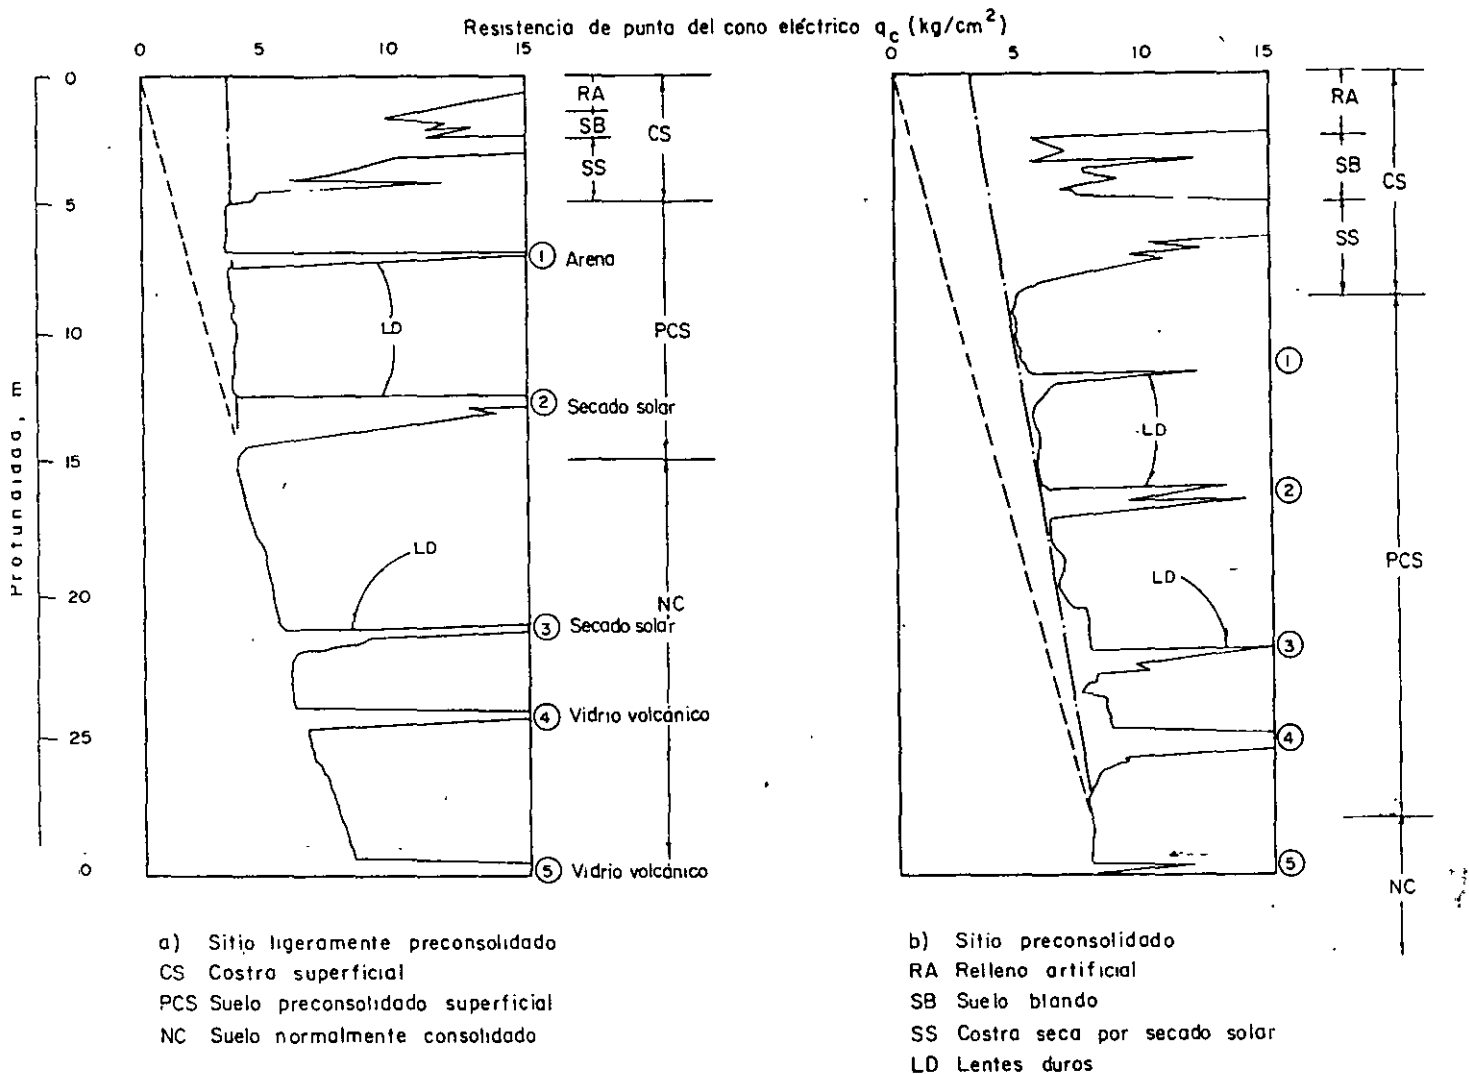 Resistencia de punta del cono eléctrico q_c (kg/cm²)
0 5 10 15
0 5 10 15
Protundidad, m
0
5
10
15
20
25
0
RA
SB
SS
CS
PCS
NC
LD
LD
1 Arena
2 Secado solar
3 Secado solar
4 Vidrio volcánico
5 Vidrio volcánico
RA
SB
SS
CS
PCS
NC
LD
LD
1
2
3
4
5
a) Sitio ligeramente preconsolidado
CS Costra superficial
PCS Suelo preconsolidado superficial
NC Suelo normalmente consolidado
b) Sitio preconsolidado
RA Relleno artificial
SB Suelo blando
SS Costra seca por secado solar
LD Lentes duros